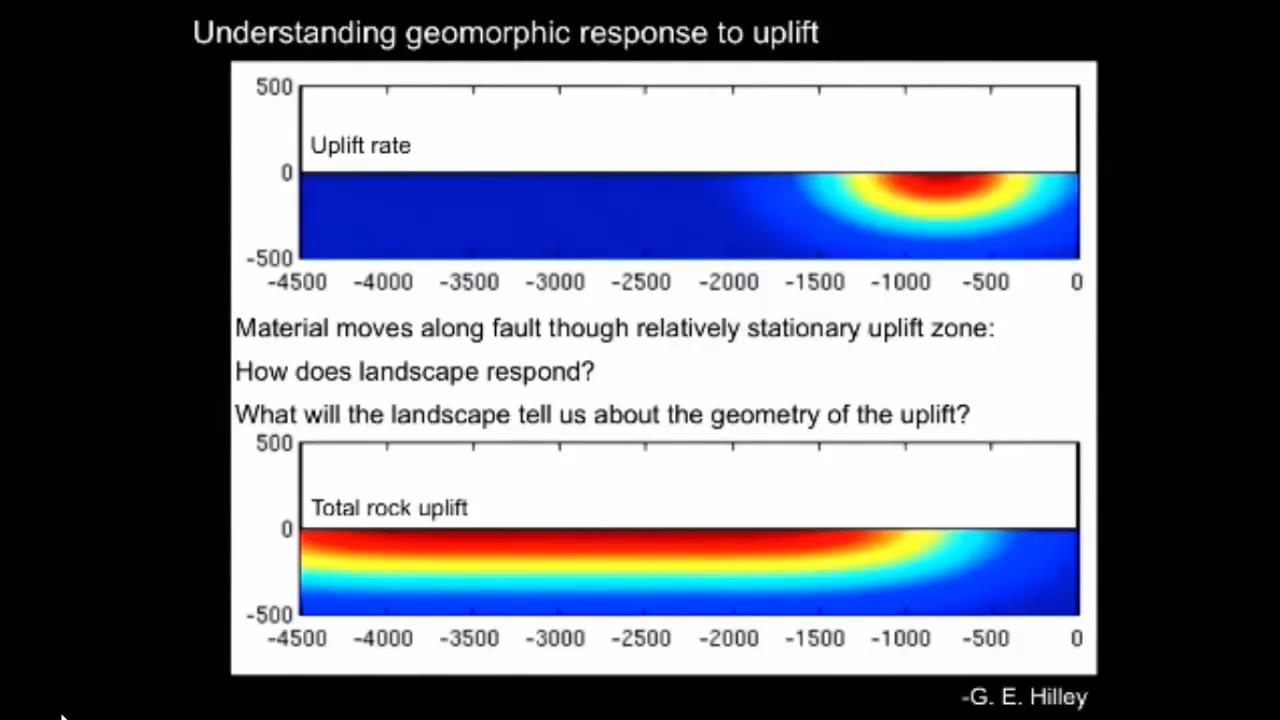 Understanding geomorphic response to uplift
500
Uplift rate
0
-500
-4500 -4000 -3500 -3000 -2500 -2000 -1500 -1000 -500 0
Material moves along fault though relatively stationary uplift zone:
How does landscape respond?
What will the landscape tell us about the geometry of the uplift?
500
Total rock uplift
0
-500
-4500 -4000 -3500 -3000 -2500 -2000 -1500 -1000 -500 0
-G. E. Hilley